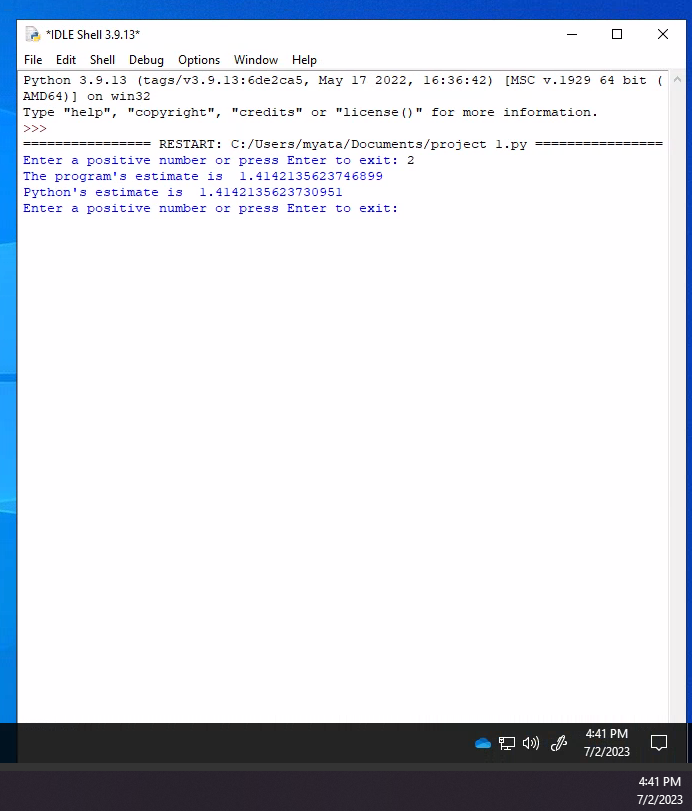 *IDLE Shell 3.9.13*
File Edit Shell Debug Options Window Help
Python 3.9.13 (tags/v3.9.13:6de2ca5, May 17 2022, 16:36:42) [MSC v.1929 64 bit (
AMD64)] on win32
Type "help", "copyright", "credits" or "license()" for more information.
>>>
================ RESTART: C:/Users/myata/Documents/project 1.py ================
Enter a positive number or press Enter to exit: 2
The program's estimate is  1.4142135623746899
Python's estimate is  1.4142135623730951
Enter a positive number or press Enter to exit:
4:41 PM
7/2/2023
4:41 PM
7/2/2023